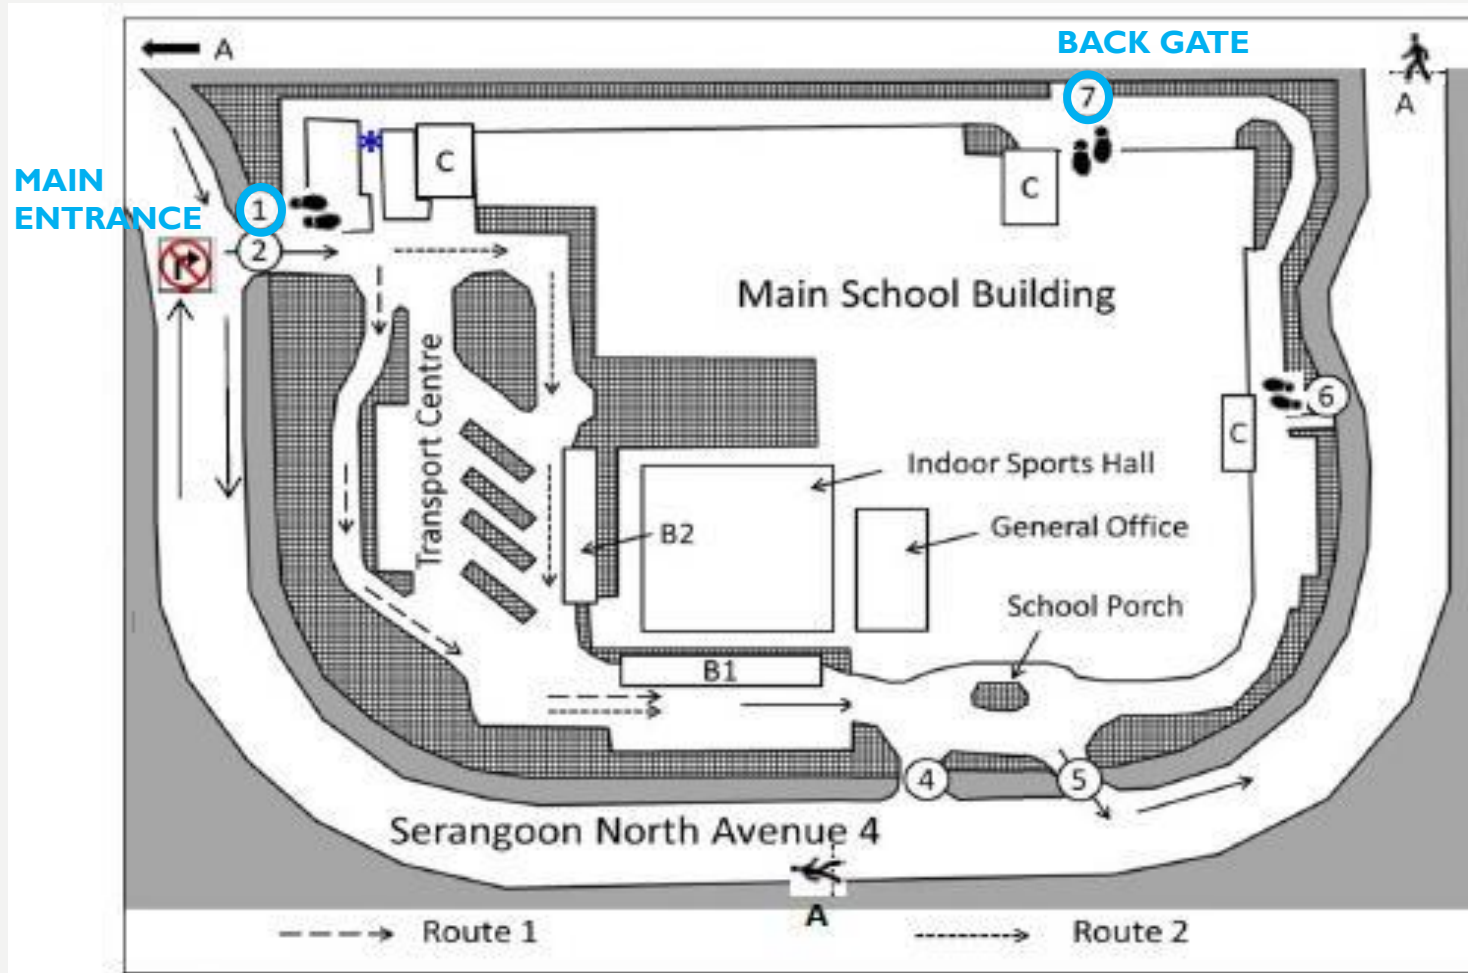 A
BACK GATE
A
7
MAIN
ENTRANCE
1
2
C
C
Main School Building
Transport Centre
6
C
Indoor Sports Hall
General Office
B2
School Porch
B1
4
5
Serangoon North Avenue 4
A
Route 1
Route 2